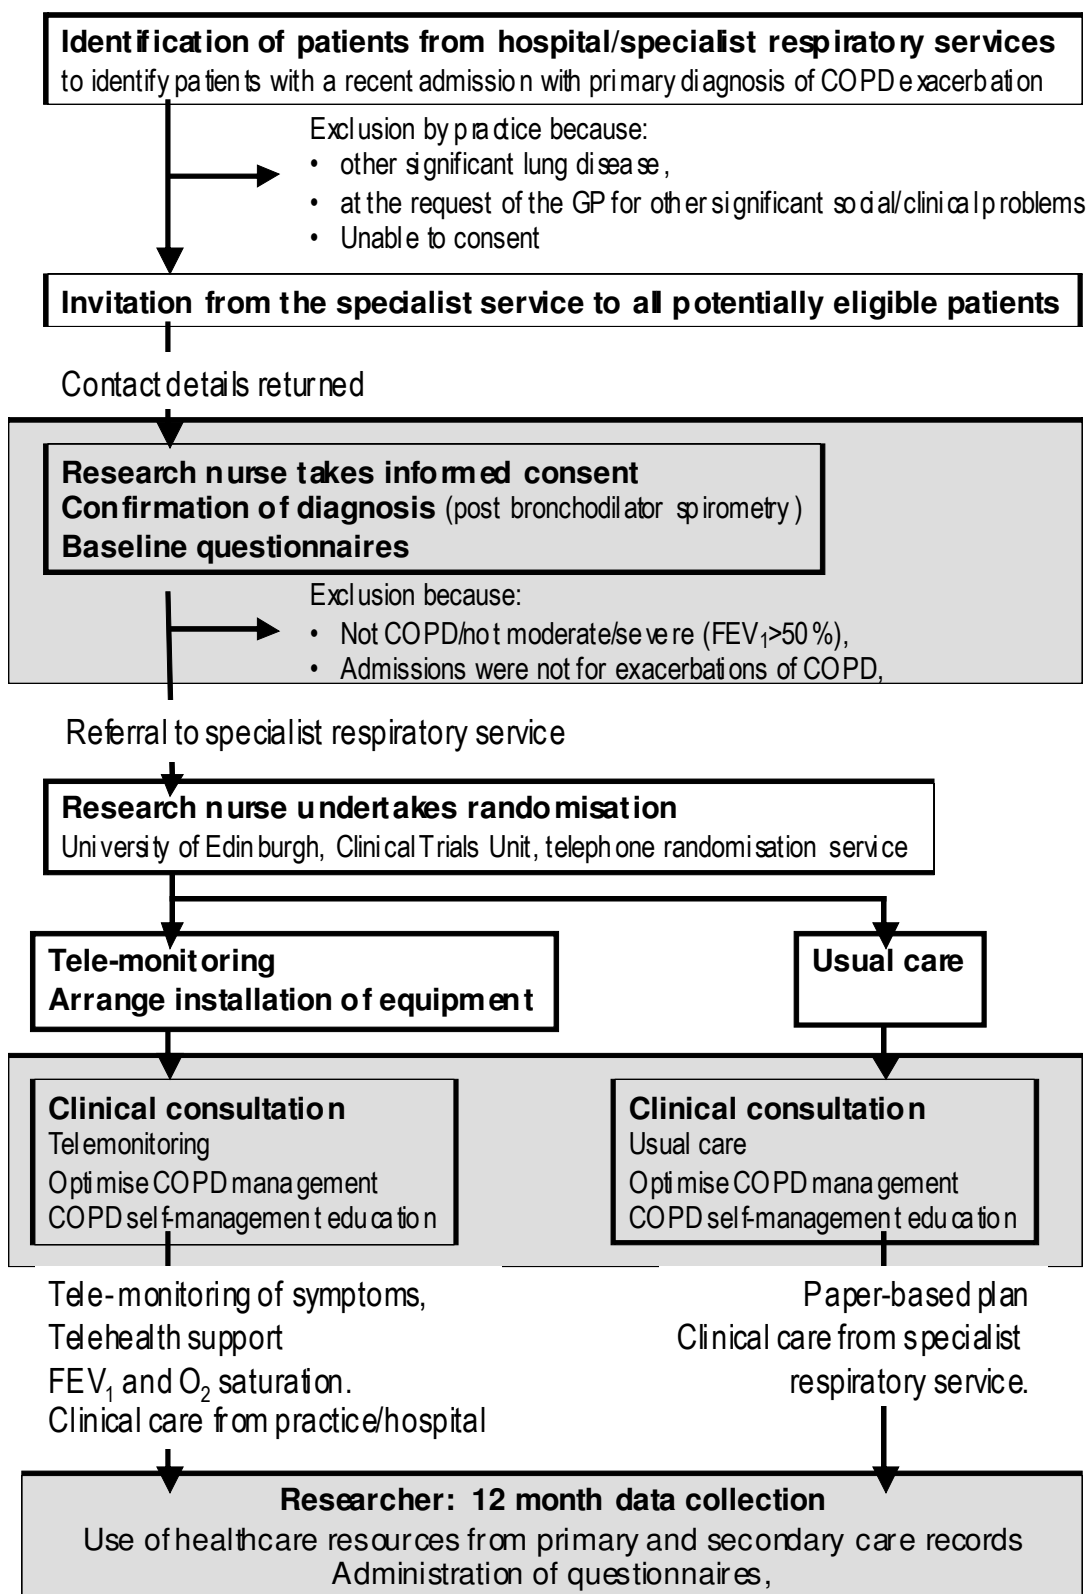 Identification of patients from hospital/specialist respiratory services
to identify patients with a recent admission with primary diagnosis of COPD exacerbation
Exclusion by practice because:
• other significant lung disease,
• at the request of the GP for other significant social/clinical problems
• Unable to consent
Invitation from the specialist service to all potentially eligible patients
Contact details returned
Research nurse takes informed consent
Confirmation of diagnosis (post bronchodilator spirometry)
Baseline questionnaires
Exclusion because:
• Not COPD/not moderate/severe (FEV₁>50%),
• Admissions were not for exacerbations of COPD,
Referral to specialist respiratory service
Research nurse undertakes randomisation
University of Edinburgh, Clinical Trials Unit, telephone randomisation service
Tele-monitoring
Arrange installation of equipment
Usual care
Clinical consultation
Telemonitoring
Optimise COPD management
COPD self-management education
Clinical consultation
Usual care
Optimise COPD management
COPD self-management education
Tele-monitoring of symptoms,
Telehealth support
FEV₁ and O₂ saturation.
Clinical care from practice/hospital
Paper-based plan
Clinical care from specialist
respiratory service.
Researcher: 12 month data collection
Use of healthcare resources from primary and secondary care records
Administration of questionnaires,